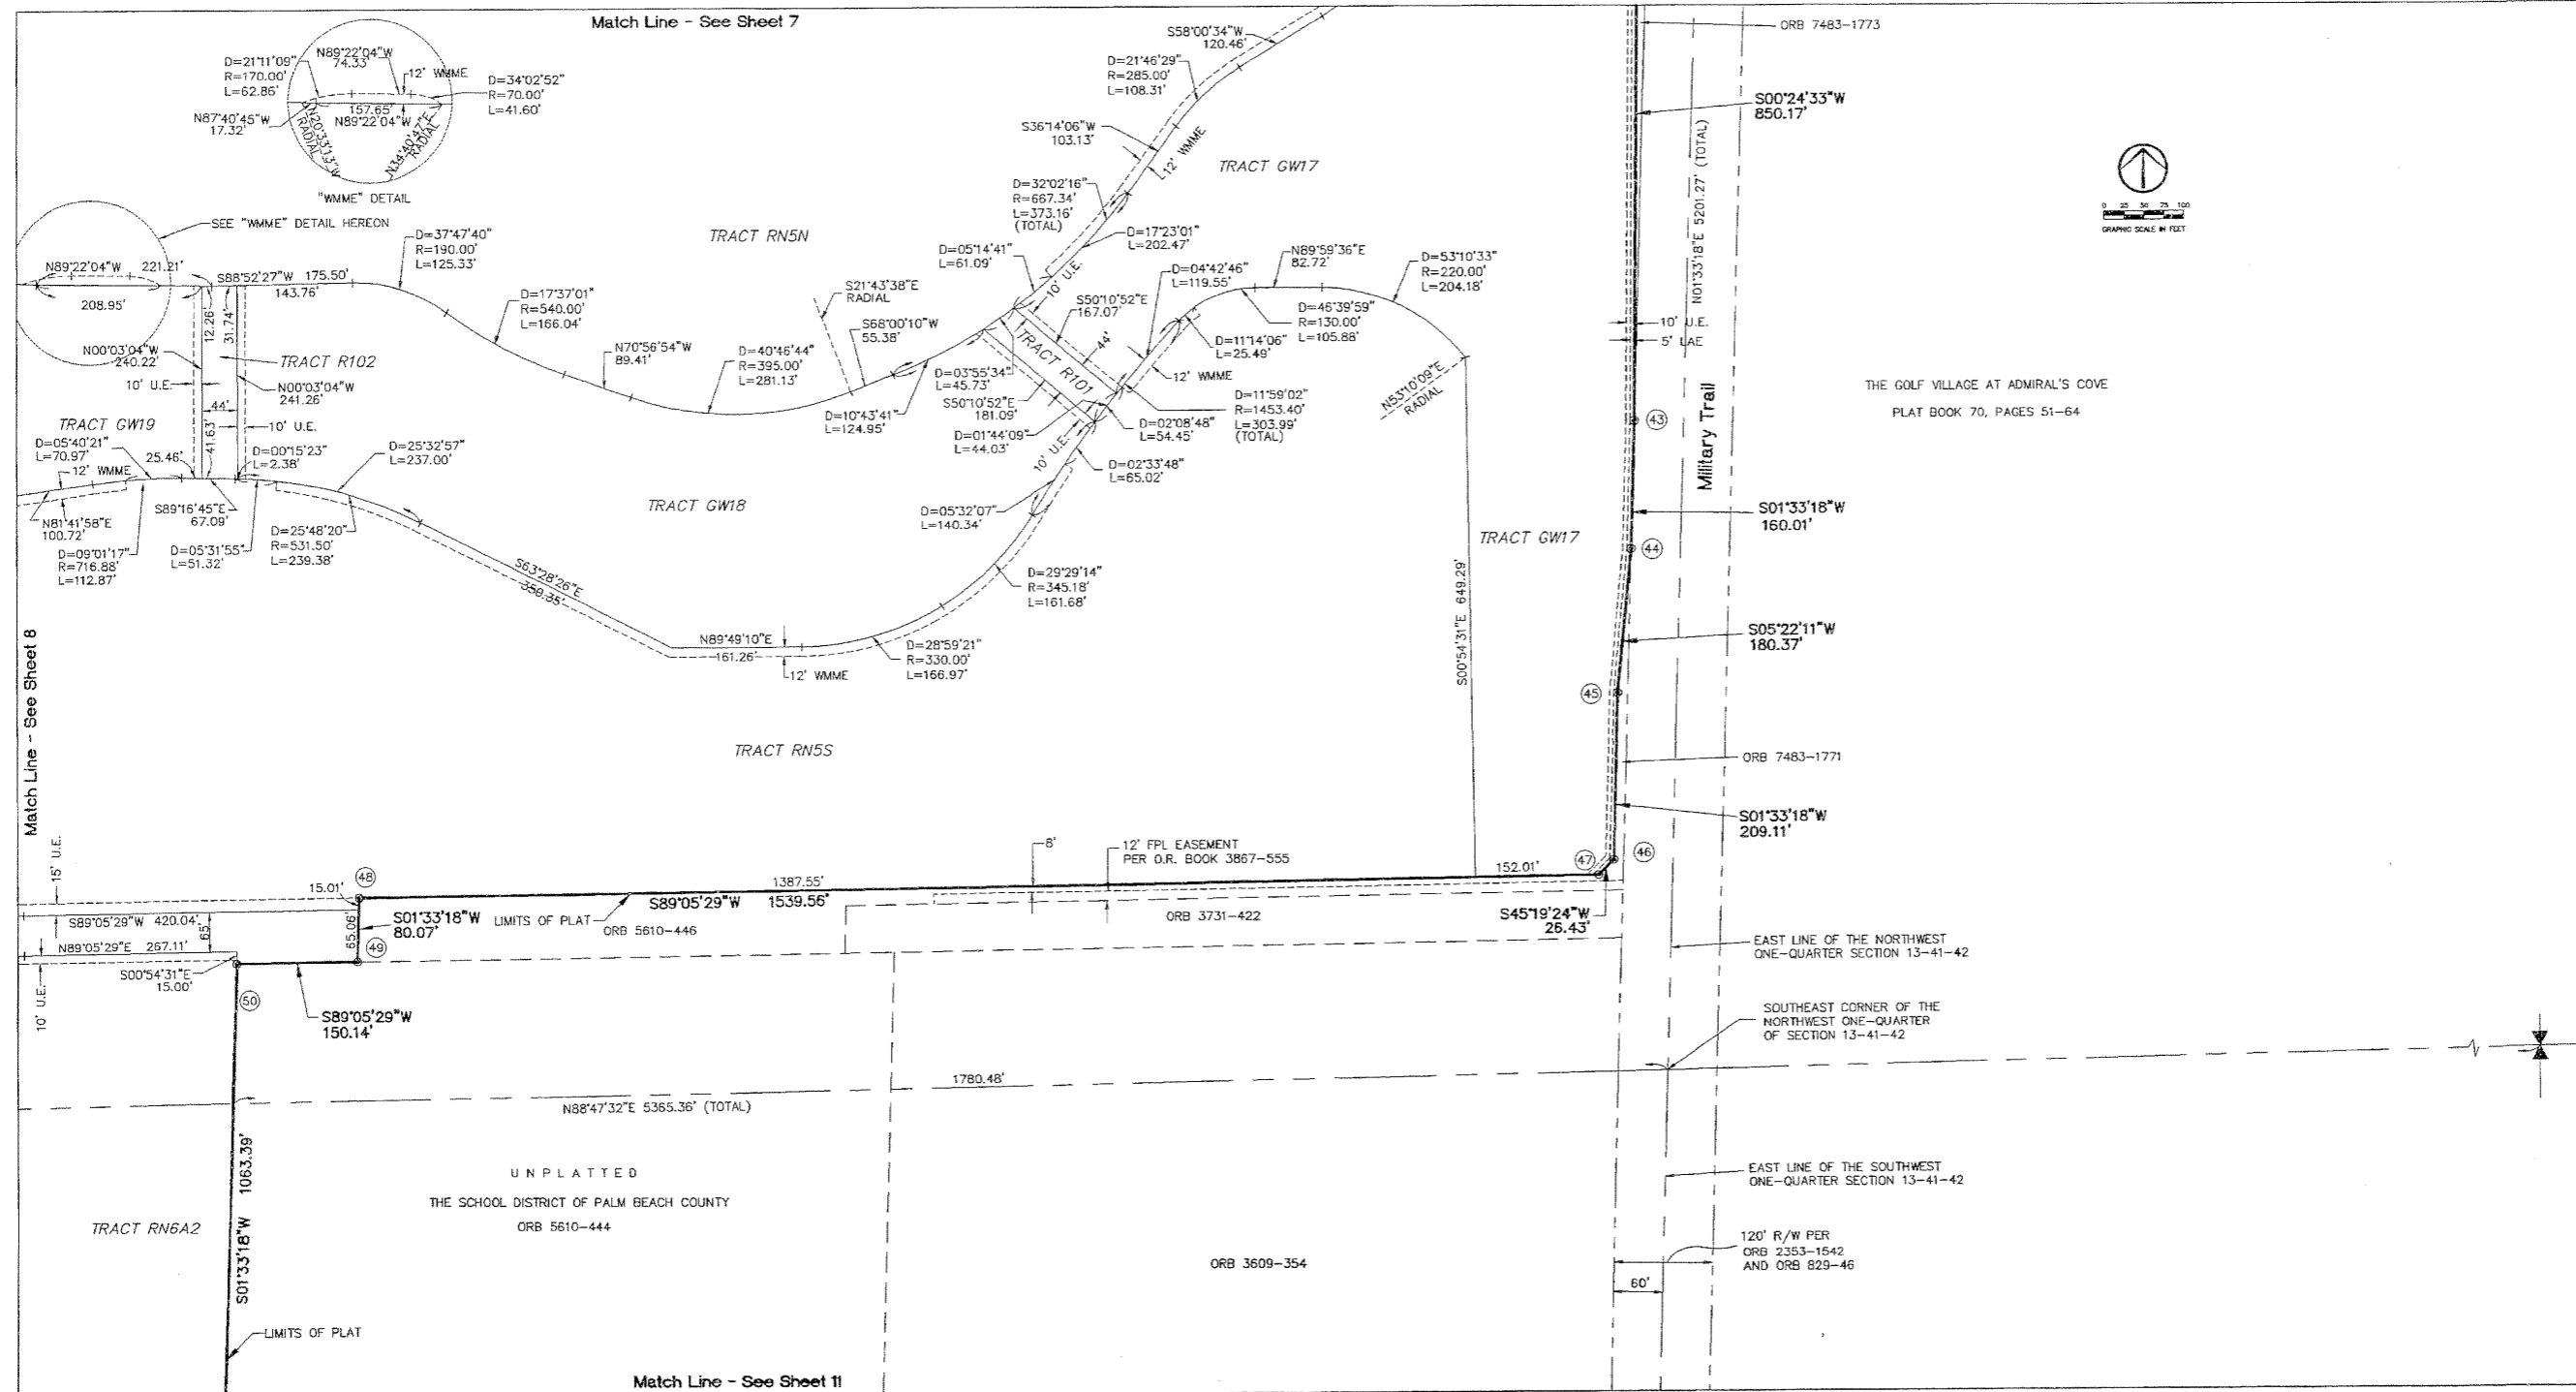 Match Line - See Sheet 7
D=21°11'09"
R=170.00'
L=62.86'
N89°22'04"W
74.33'
12' WMME
D=34°02'52"
R=70.00'
L=41.60'
157.65'
N89°22'04"W
N87°40'45"W
17.32'
N20°33'13"W
RADIAL
N34°40'47"E
RADIAL
"WMME" DETAIL
SEE "WMME" DETAIL HEREON
N89°22'04"W 221.21'
208.95'
S88°52'27"W 175.50'
143.76'
12.26'
31.74'
N00°03'04"W
240.22'
10' U.E.
TRACT R102
N00°03'04"W
241.26'
44'
10' U.E.
41.63'
TRACT GW19
D=05°40'21"
L=70.97'
12' WMME
25.46'
D=00°15'23"
L=2.38'
D=25°32'57"
L=237.00'
N81°41'58"E
100.72'
S89°16'45"E
67.09'
D=09°01'17"
R=716.88'
L=112.87'
D=05°31'55"
L=51.32'
D=25°48'20"
R=531.50'
L=239.38'
D=37°47'40"
R=190.00'
L=125.33'
D=17°37'01"
R=540.00'
L=166.04'
N70°56'54"W
89.41'
D=40°46'44"
R=395.00'
L=281.13'
TRACT RN5N
S21°43'38"E
RADIAL
S68°00'10"W
55.38'
D=10°43'41"
L=124.95'
D=05°14'41"
L=61.09'
D=32°02'16"
R=667.34'
L=373.16'
(TOTAL)
S36°14'06"W
103.13'
D=21°46'29"
R=285.00'
L=108.31'
S58°00'34"W
120.46'
12' WMME
TRACT GW17
D=17°23'01"
L=202.47'
10' U.E.
S50°10'52"E
167.07'
44'
TRACT R101
D=04°42'46"
L=119.55'
N89°59'36"E
82.72'
D=53°10'33"
R=220.00'
L=204.18'
D=46°39'59"
R=130.00'
L=105.88'
D=11°14'06"
L=25.49'
12' WMME
N53°10'09"E
RADIAL
D=03°55'34"
L=45.73'
S50°10'52"E
181.09'
D=01°44'09"
L=44.03'
D=11°59'02"
R=1453.40'
L=303.99'
(TOTAL)
D=02°08'48"
L=54.45'
10' U.E.
D=02°33'48"
L=65.02'
D=05°32'07"
L=140.34'
TRACT GW18
S63°28'26"E
350.35'
D=29°29'14"
R=345.18'
L=161.68'
N89°49'10"E
161.26'
12' WMME
D=28°59'21"
R=330.00'
L=166.97'
TRACT RN5S
S00°54'31"E 649.29'
TRACT GW17
ORB 7483-1773
S00°24'33"W
850.17'
N01°33'18"E 5201.27' (TOTAL)
0 25 50 75 100
GRAPHIC SCALE IN FEET
10' U.E.
5' LAE
Military Trail
THE GOLF VILLAGE AT ADMIRAL'S COVE
PLAT BOOK 70, PAGES 51-64
43
S01°33'18"W
160.01'
44
S05°22'11"W
180.37'
45
ORB 7483-1771
S01°33'18"W
209.11'
46
47
S45°19'24"W
26.43'
Match Line - See Sheet 8
15' U.E.
15.01'
48
S89°05'29"W 420.04'
65'
65.06'
S01°33'18"W
80.07'
49
N89°05'29"E 267.11'
S00°54'31"E
15.00'
10' U.E.
50
S89°05'29"W
150.14'
LIMITS OF PLAT
ORB 5610-446
S89°05'29"W 1539.56'
1387.55'
8'
12' FPL EASEMENT
PER O.R. BOOK 3867-555
152.01'
ORB 3731-422
EAST LINE OF THE NORTHWEST
ONE-QUARTER SECTION 13-41-42
SOUTHEAST CORNER OF THE
NORTHWEST ONE-QUARTER
OF SECTION 13-41-42
1780.48'
N88°47'32"E 5365.36' (TOTAL)
S01°33'18"W 1063.39'
UNPLATTED
THE SCHOOL DISTRICT OF PALM BEACH COUNTY
ORB 5610-444
TRACT RN6A2
ORB 3609-354
EAST LINE OF THE SOUTHWEST
ONE-QUARTER SECTION 13-41-42
120' R/W PER
ORB 2353-1542
AND ORB 829-46
60'
LIMITS OF PLAT
Match Line - See Sheet 11